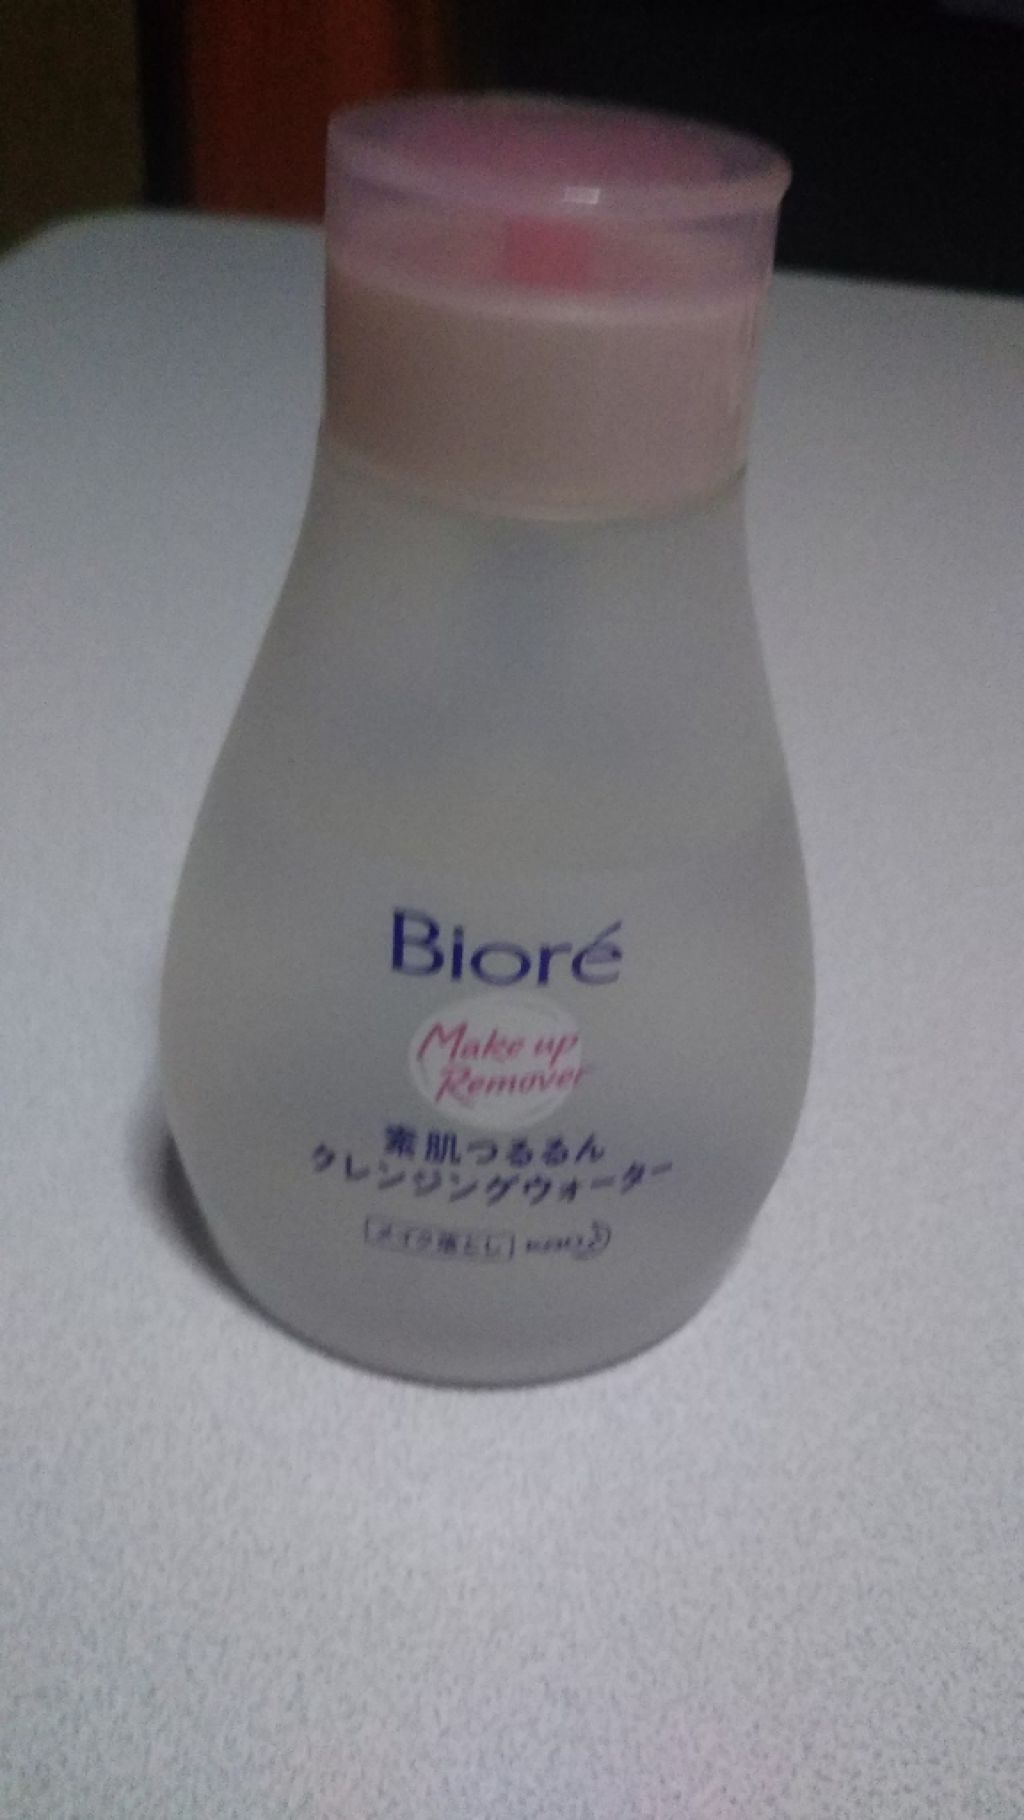 Bioré
Make up
Remover
素肌つるるん
クレンジングウォーター
メイク落とし kao